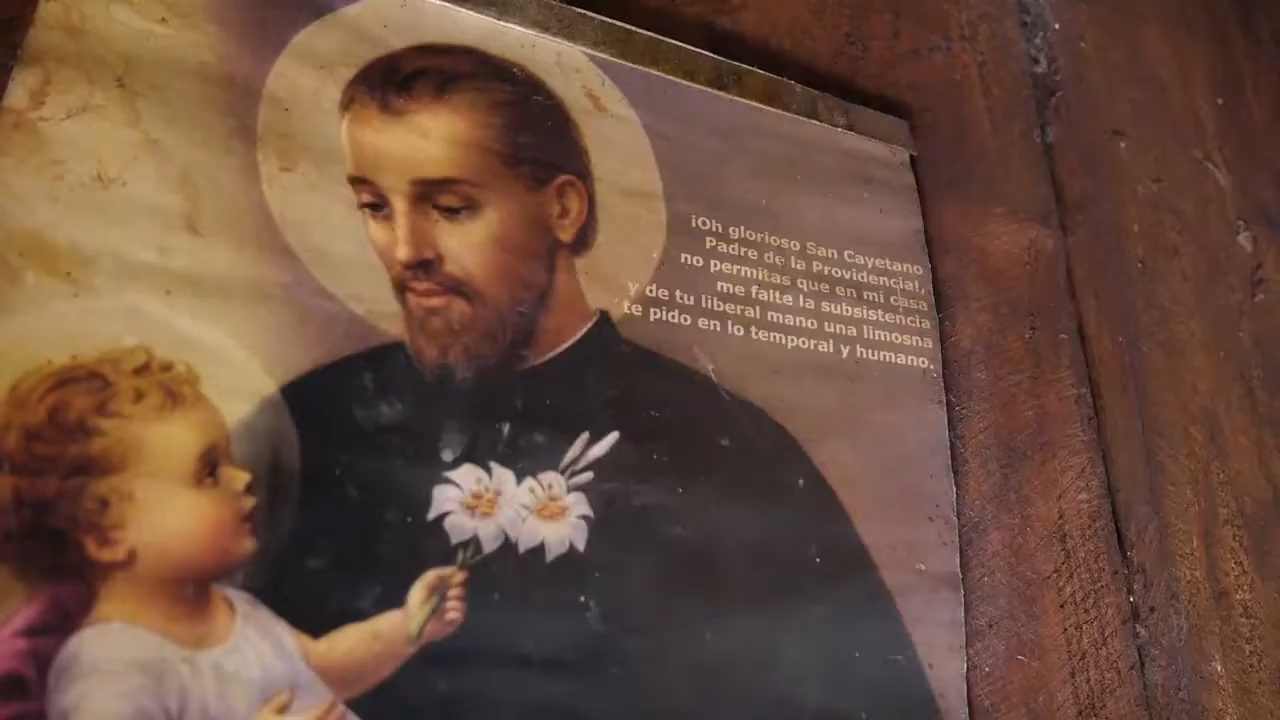 ¡Oh glorioso San Cayetano
Padre de la Providencia!,
no permitas que en mi casa
me falte la subsistencia
y de tu liberal mano una limosna
te pido en lo temporal y humano.